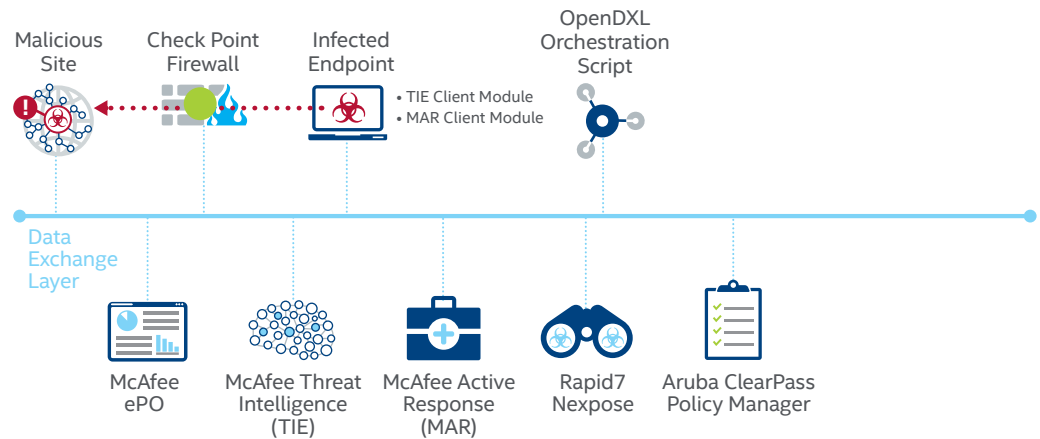 Malicious
Site
Check Point
Firewall
Infected
Endpoint
• TIE Client Module
• MAR Client Module
OpenDXL
Orchestration
Script
Data
Exchange
Layer
McAfee
ePO
McAfee Threat
Intelligence
(TIE)
McAfee Active
Response
(MAR)
Rapid7
Nexpose
Aruba ClearPass
Policy Manager